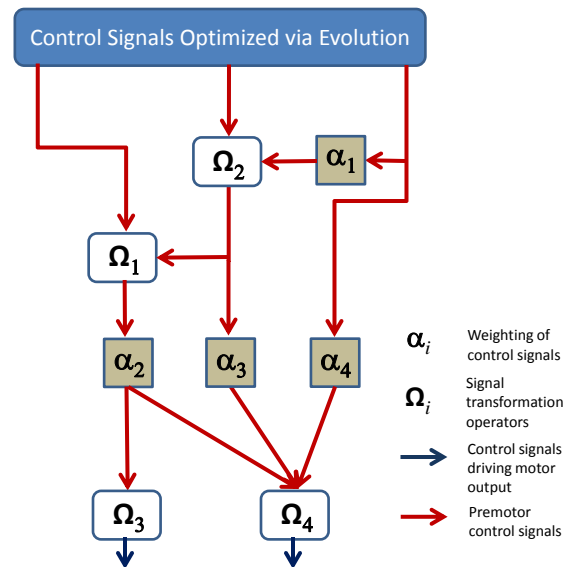 Control Signals Optimized via Evolution
Ω2
α1
Ω1
α2
α3
α4
Ω3
Ω4
αi
Weighting of
control signals
Ωi
Signal
transformation
operators
Control signals
driving motor
output
Premotor
control signals